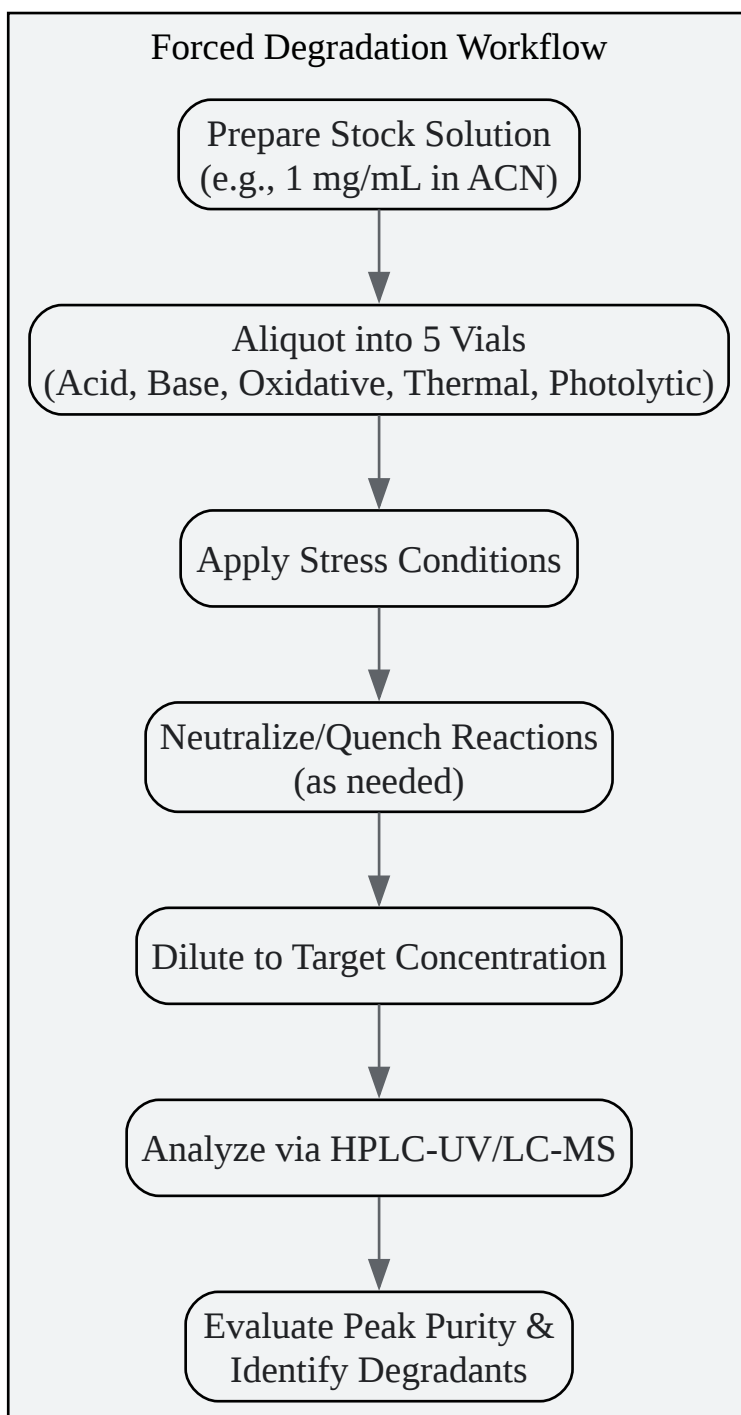 Forced Degradation Workflow
Prepare Stock Solution
(e.g., 1 mg/mL in ACN)
Aliquot into 5 Vials
(Acid, Base, Oxidative, Thermal, Photolytic)
Apply Stress Conditions
Neutralize/Quench Reactions
(as needed)
Dilute to Target Concentration
Analyze via HPLC-UV/LC-MS
Evaluate Peak Purity &
Identify Degradants